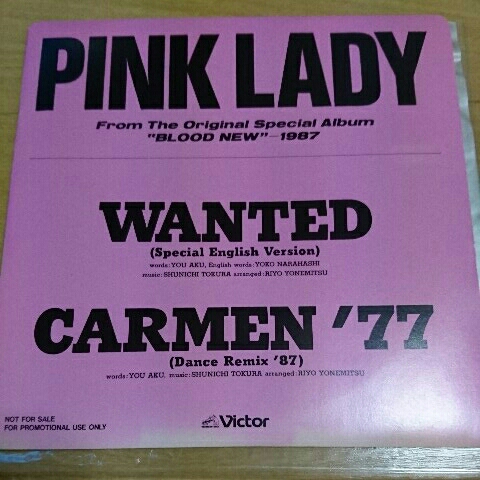 PINK LADY
From The Original Special Album
"BLOOD NEW"-1987
WANTED
(Special English Version)
words: YOU AKU, English words: YOKO NARAHASHI
music: SHUNICHI TOKURA arranged: RIYO YONEMITSU
CARMEN '77
(Dance Remix '87)
words: YOU AKU, music: SHUNICHI TOKURA arranged: RIYO YONEMITSU
NOT FOR SALE
FOR PROMOTIONAL USE ONLY
Victor